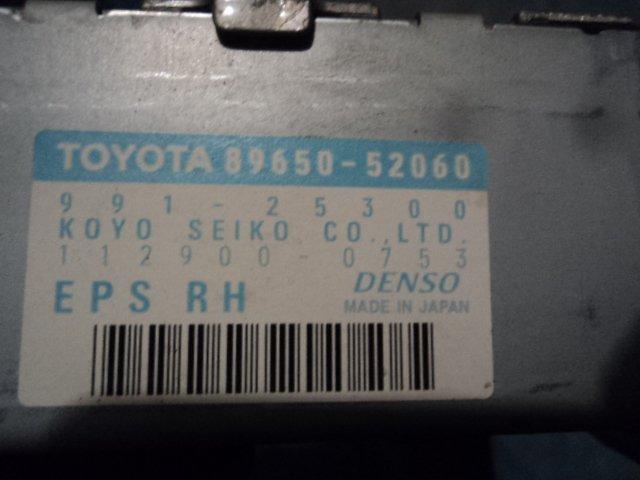 TOYOTA 89650-52060
991-25300
KOYO SEIKO CO.,LTD.
112900-0753
EPS RH DENSO
MADE IN JAPAN